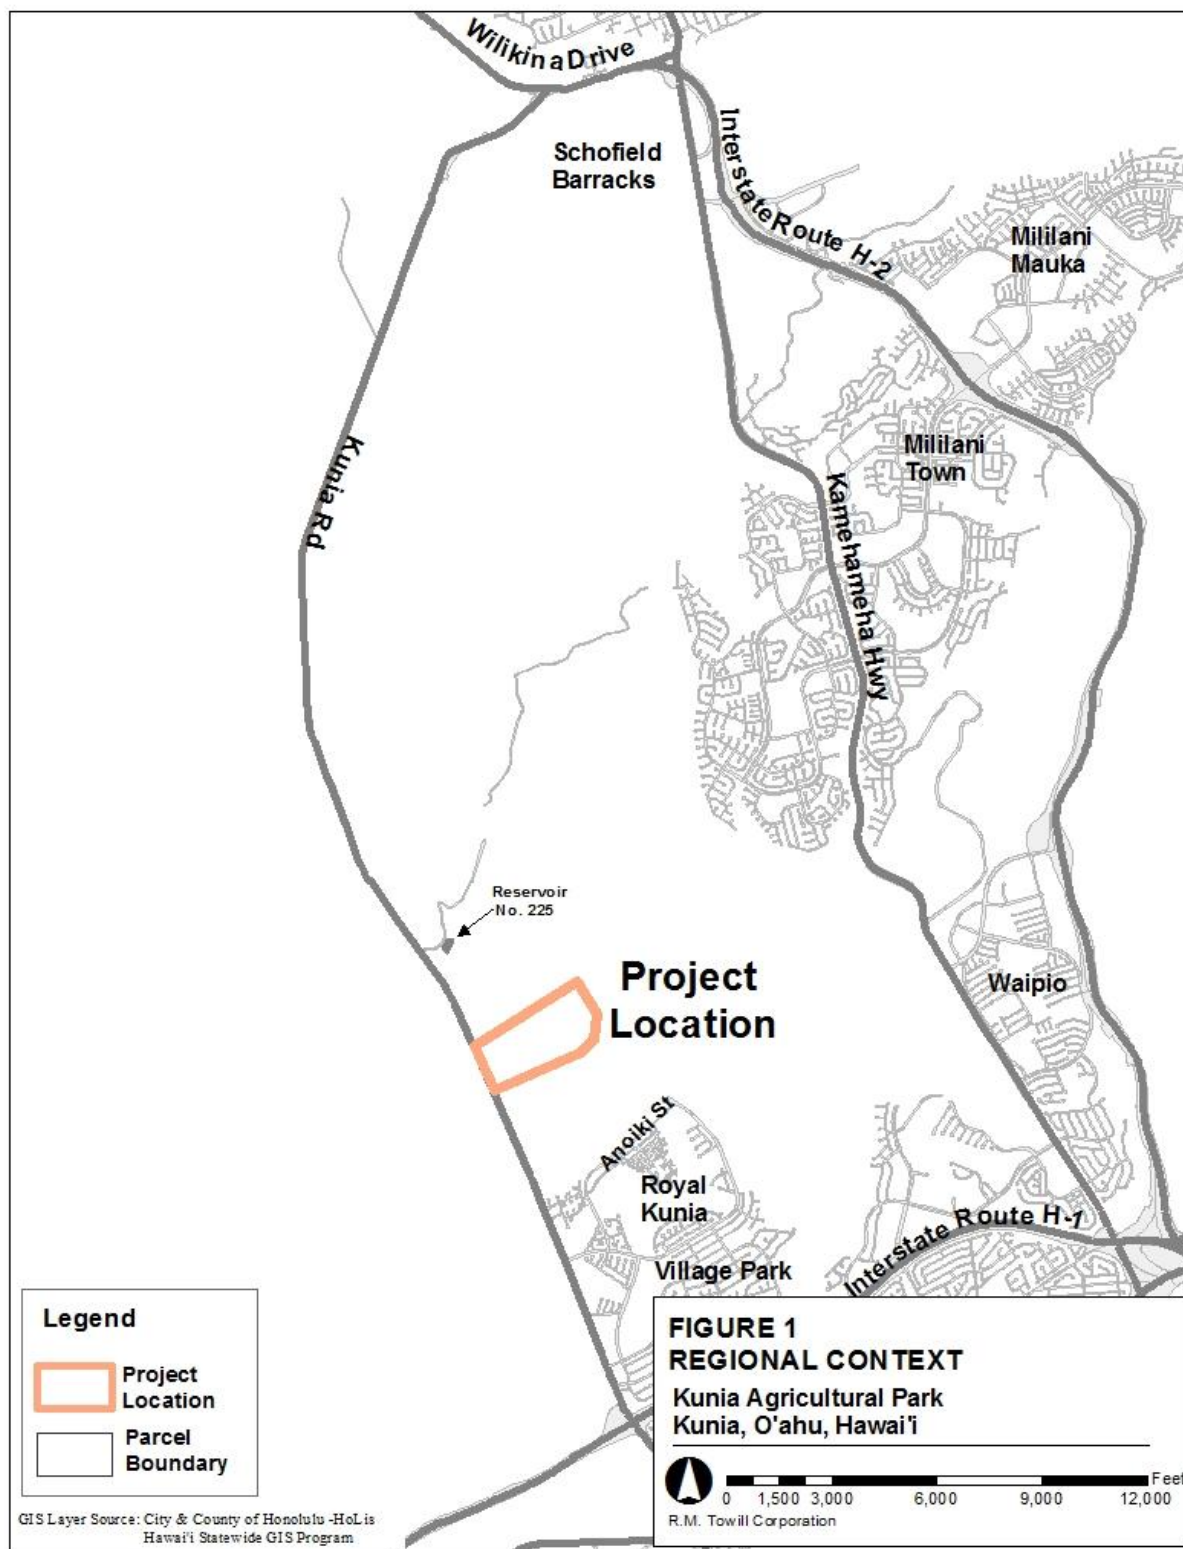 Wilikina Drive
Schofield
Barracks
Interstate Route H-2
Mililani
Mauka
Kunia Rd
Mililani
Town
Kamehameha Hwy
Reservoir
No. 225
Project
Location
Waipio
Anoiki St
Royal
Kunia
Interstate Route H-1
Village Park
Legend
Project
Location
Parcel
Boundary
GIS Layer Source: City & County of Honolulu -HoLis
Hawai'i Statewide GIS Program
FIGURE 1
REGIONAL CONTEXT
Kunia Agricultural Park
Kunia, O'ahu, Hawai'i
Feet
0 1,500 3,000 6,000 9,000 12,000
R.M. Towill Corporation